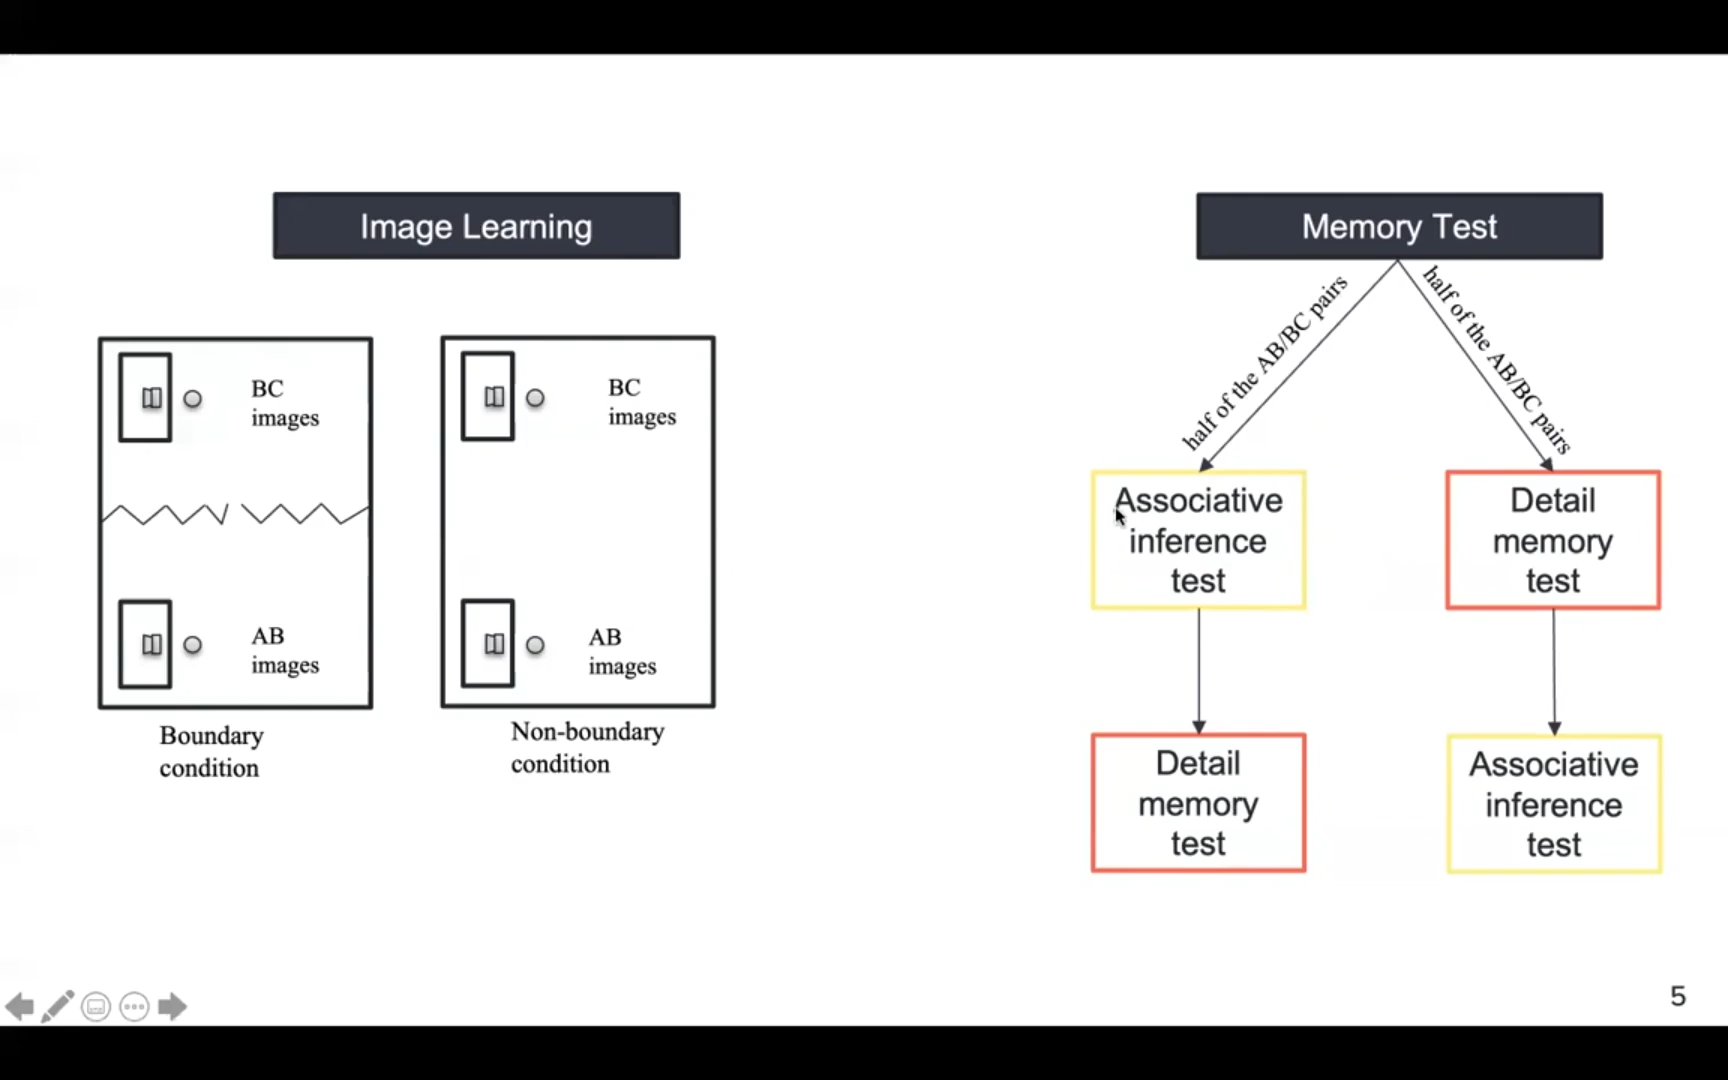 Image Learning
BC
images
AB
images
Boundary
condition
BC
images
AB
images
Non-boundary
condition
Memory Test
half of the AB/BC pairs
half of the AB/BC pairs
Associative
inference
test
Detail
memory
test
Detail
memory
test
Associative
inference
test
5